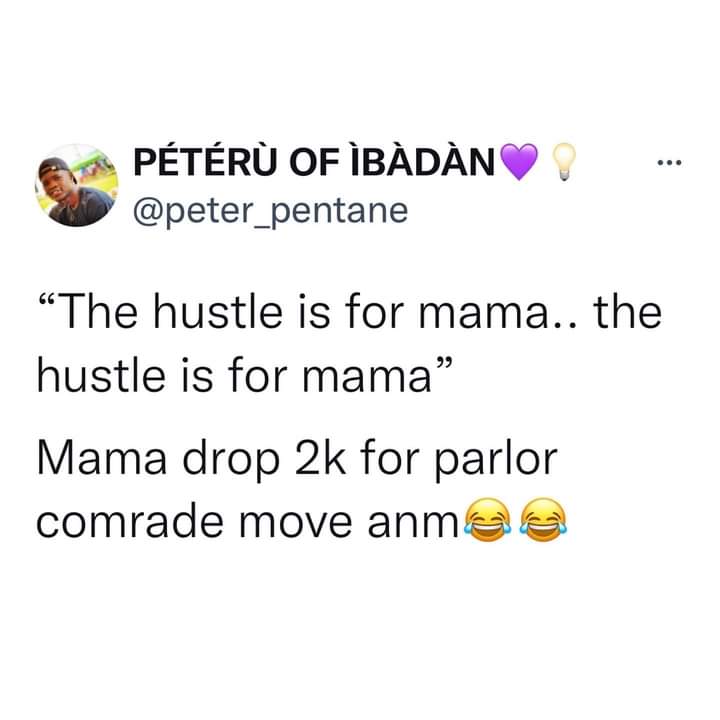 PÉTÉRÙ OF ÌBÀDÀN💜💡
@peter_pentane
“The hustle is for mama.. the
hustle is for mama”
Mama drop 2k for parlor
comrade move anm😂😂